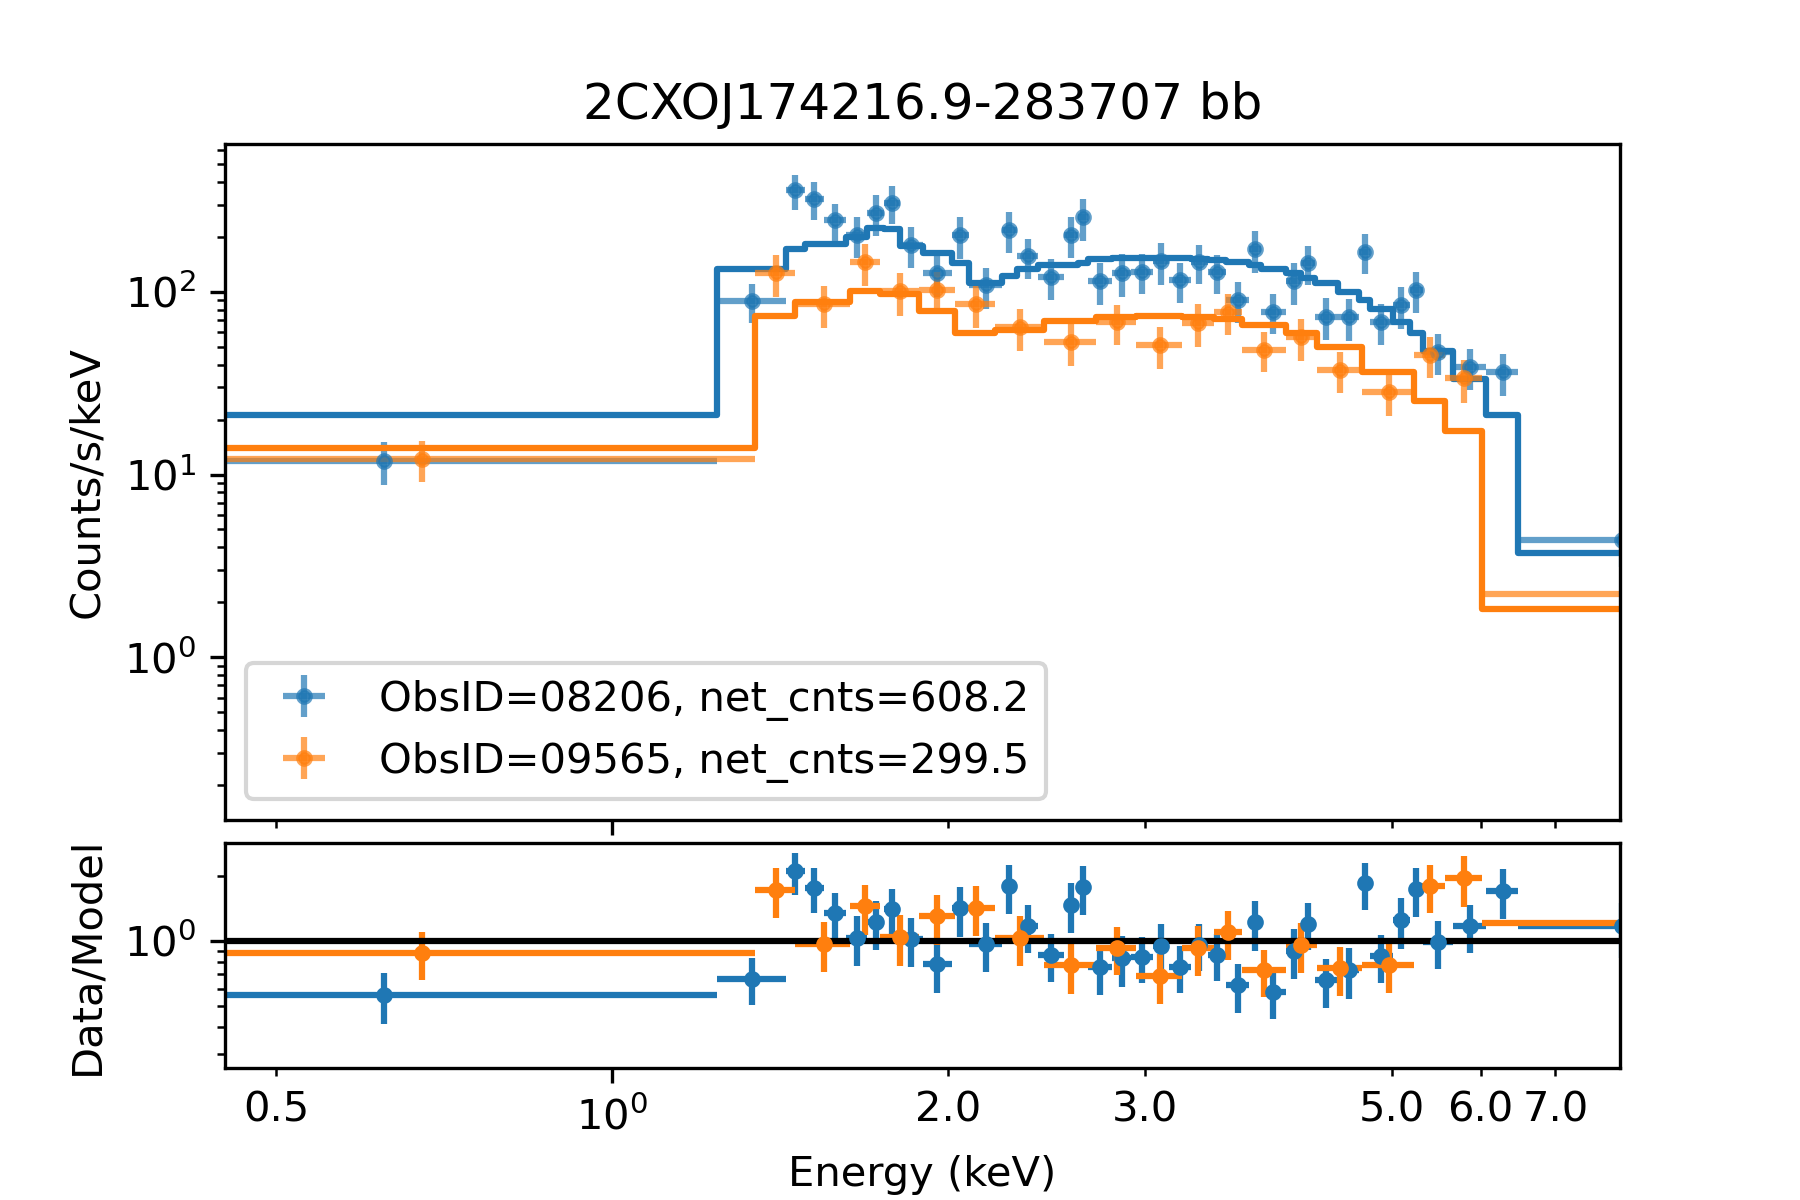 2CXOJ174216.9-283707 bb
Counts/s/keV
10²
10¹
10⁰
ObsID=08206, net_cnts=608.2
ObsID=09565, net_cnts=299.5
Data/Model
10⁰
0.5 10⁰ 2.0 3.0 5.0 6.0 7.0
Energy (keV)